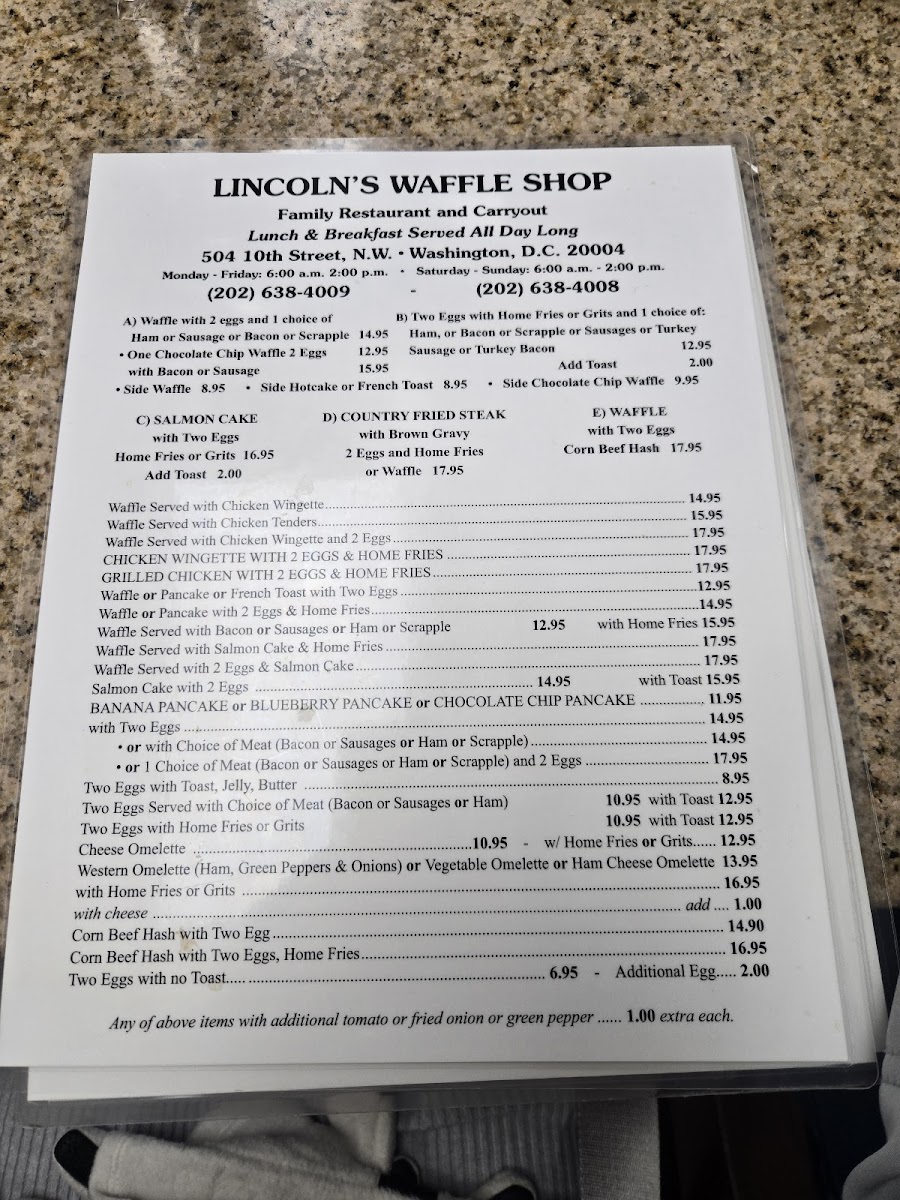 LINCOLN'S WAFFLE SHOP
Family Restaurant and Carryout
Lunch & Breakfast Served All Day Long
504 10th Street, N.W. • Washington, D.C. 20004
Monday - Friday: 6:00 a.m. 2:00 p.m. • Saturday - Sunday: 6:00 a.m. - 2:00 p.m.
(202) 638-4009 - (202) 638-4008
A) Waffle with 2 eggs and 1 choice of
Ham or Sausage or Bacon or Scrapple 14.95
• One Chocolate Chip Waffle 2 Eggs 12.95
with Bacon or Sausage 15.95
B) Two Eggs with Home Fries or Grits and 1 choice of:
Ham, or Bacon or Scrapple or Sausages or Turkey
Sausage or Turkey Bacon 12.95
Add Toast 2.00
• Side Waffle 8.95 • Side Hotcake or French Toast 8.95 • Side Chocolate Chip Waffle 9.95
C) SALMON CAKE
with Two Eggs
Home Fries or Grits 16.95
Add Toast 2.00
D) COUNTRY FRIED STEAK
with Brown Gravy
2 Eggs and Home Fries
or Waffle 17.95
E) WAFFLE
with Two Eggs
Corn Beef Hash 17.95
Waffle Served with Chicken Wingette........ 14.95
Waffle Served with Chicken Tenders........ 15.95
Waffle Served with Chicken Wingette and 2 Eggs........ 17.95
CHICKEN WINGETTE WITH 2 EGGS & HOME FRIES ........ 17.95
GRILLED CHICKEN WITH 2 EGGS & HOME FRIES........ 17.95
Waffle or Pancake or French Toast with Two Eggs ........12.95
Waffle or Pancake with 2 Eggs & Home Fries........14.95
Waffle Served with Bacon or Sausages or Ham or Scrapple 12.95 with Home Fries 15.95
Waffle Served with Salmon Cake & Home Fries ........ 17.95
Waffle Served with 2 Eggs & Salmon Cake........ 17.95
Salmon Cake with 2 Eggs ........ 14.95 with Toast 15.95
BANANA PANCAKE or BLUEBERRY PANCAKE or CHOCOLATE CHIP PANCAKE ........ 11.95
with Two Eggs ........ 14.95
• or with Choice of Meat (Bacon or Sausages or Ham or Scrapple)........ 14.95
• or 1 Choice of Meat (Bacon or Sausages or Ham or Scrapple) and 2 Eggs ........ 17.95
Two Eggs with Toast, Jelly, Butter ........ 8.95
Two Eggs Served with Choice of Meat (Bacon or Sausages or Ham) 10.95 with Toast 12.95
Two Eggs with Home Fries or Grits 10.95 with Toast 12.95
Cheese Omelette ........10.95 - w/ Home Fries or Grits...... 12.95
Western Omelette (Ham, Green Peppers & Onions) or Vegetable Omelette or Ham Cheese Omelette 13.95
with Home Fries or Grits ........ 16.95
with cheese ........ add .... 1.00
Corn Beef Hash with Two Egg........ 14.90
Corn Beef Hash with Two Eggs, Home Fries........ 16.95
Two Eggs with no Toast..... ........ 6.95 - Additional Egg..... 2.00
Any of above items with additional tomato or fried onion or green pepper ...... 1.00 extra each.